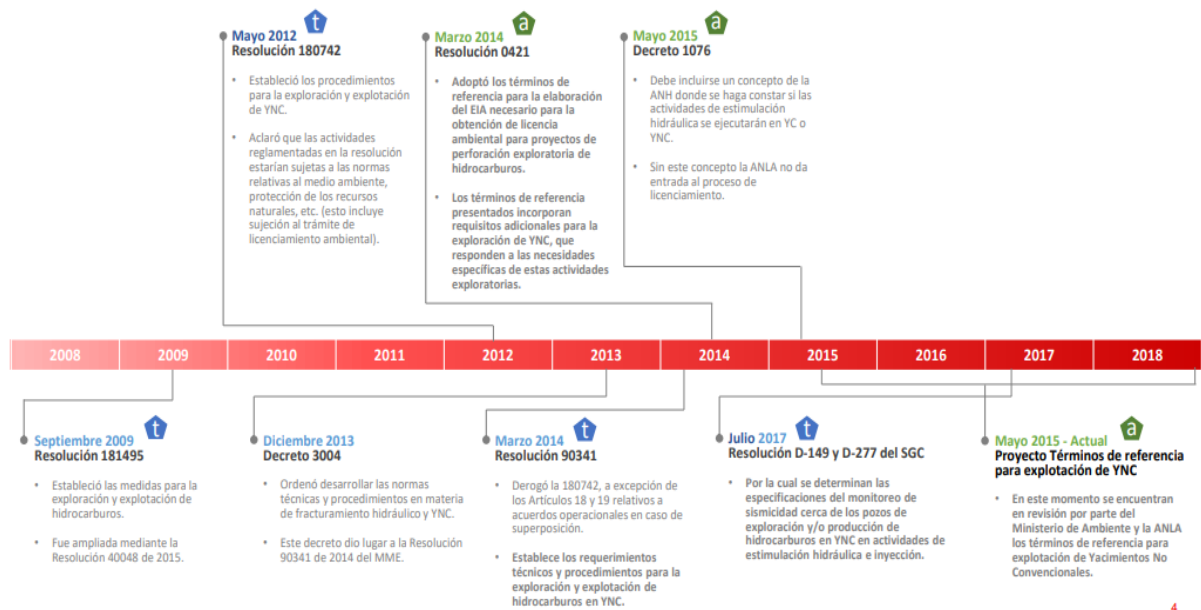 t
Mayo 2012
Resolución 180742
• Estableció los procedimientos
para la exploración y explotación
de YNC.
• Aclaró que las actividades
reglamentadas en la resolución
estarían sujetas a las normas
relativas al medio ambiente,
protección de los recursos
naturales, etc. (esto incluye
sujeción al trámite de
licenciamiento ambiental).
a
Marzo 2014
Resolución 0421
• Adoptó los términos de
referencia para la elaboración
del EIA necesario para la
obtención de licencia
ambiental para proyectos de
perforación exploratoria de
hidrocarburos.
• Los términos de referencia
presentados incorporan
requisitos adicionales para la
exploración de YNC, que
responden a las necesidades
específicas de estas actividades
exploratorias.
a
Mayo 2015
Decreto 1076
• Debe incluirse un concepto de la
ANH donde se haga constar si las
actividades de estimulación
hidráulica se ejecutarán en YC o
YNC.
• Sin este concepto la ANLA no da
entrada al proceso de
licenciamiento.
2008 2009 2010 2011 2012 2013 2014 2015 2016 2017 2018
t
Septiembre 2009
Resolución 181495
• Estableció las medidas para la
exploración y explotación de
hidrocarburos.
• Fue ampliada mediante la
Resolución 40048 de 2015.
Diciembre 2013
Decreto 3004
• Ordenó desarrollar las normas
técnicas y procedimientos en materia
de fracturamiento hidráulico y YNC.
• Este decreto dio lugar a la Resolución
90341 de 2014 del MME.
t
Marzo 2014
Resolución 90341
• Derogó la 180742, a excepción de
los Artículos 18 y 19 relativos a
acuerdos operacionales en caso de
superposición.
• Establece los requerimientos
técnicos y procedimientos para la
exploración y explotación de
hidrocarburos en YNC.
t
Julio 2017
Resolución D-149 y D-277 del SGC
• Por la cual se determinan las
especificaciones del monitoreo de
sismicidad cerca de los pozos de
exploración y/o producción de
hidrocarburos en YNC en actividades de
estimulación hidráulica e inyección.
a
Mayo 2015 - Actual
Proyecto Términos de referencia
para explotación de YNC
• En este momento se encuentran
en revisión por parte del
Ministerio de Ambiente y la ANLA
los términos de referencia para
explotación de Yacimientos No
Convencionales.
4